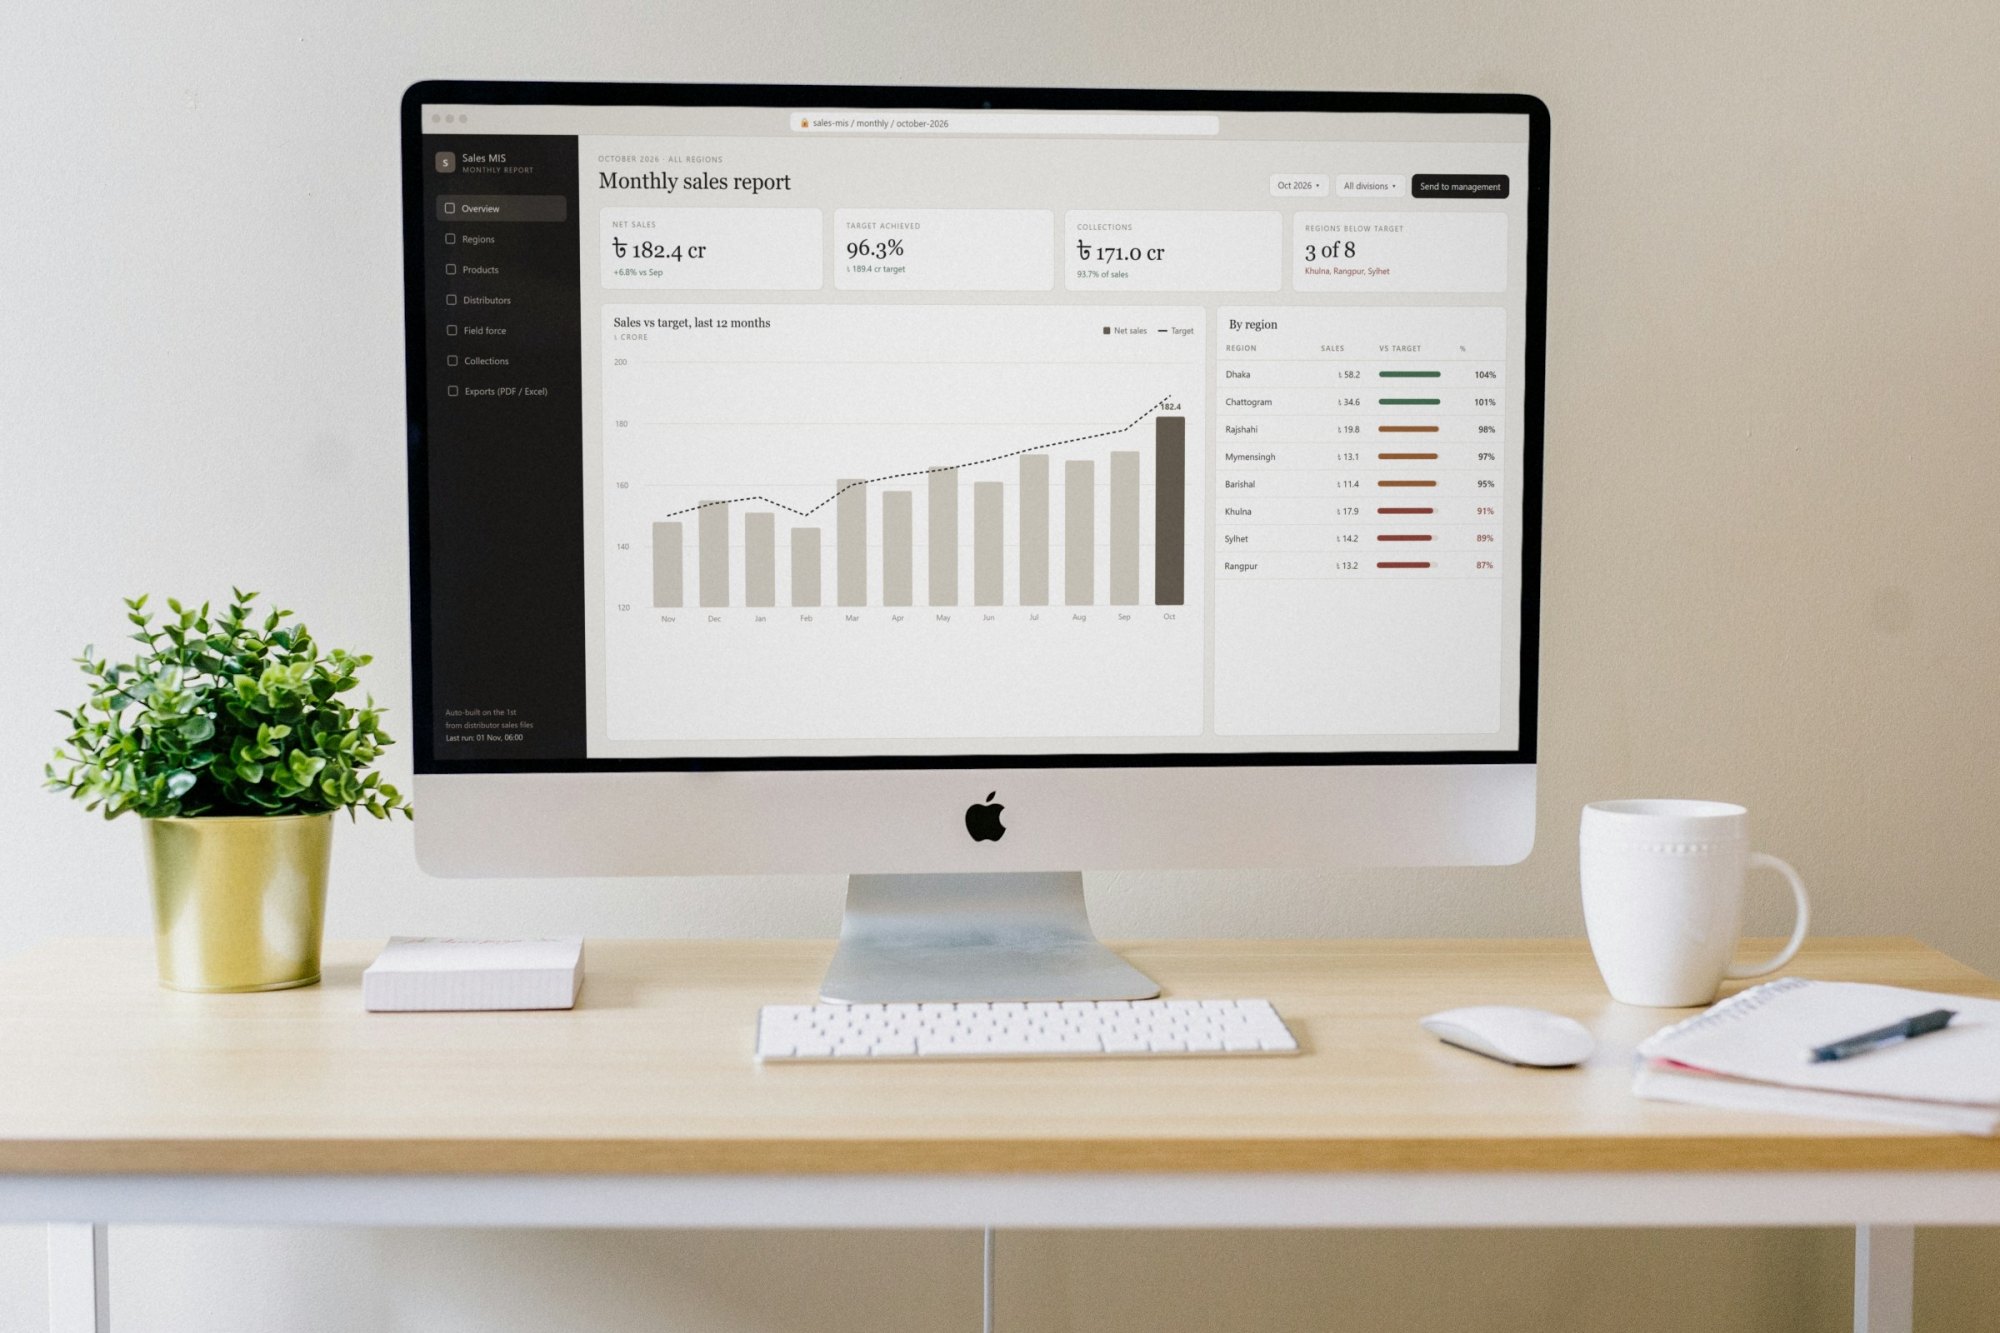 🔒 sales-mis / monthly / october-2026
S
Sales MIS
MONTHLY REPORT
Overview
Regions
Products
Distributors
Field force
Collections
Exports (PDF / Excel)
Auto-built on the 1st
from distributor sales files
Last run: 01 Nov, 06:00
OCTOBER 2026 · ALL REGIONS
Monthly sales report
Oct 2026 ▾
All divisions ▾
Send to management
NET SALES
৳ 182.4 cr
+6.8% vs Sep
TARGET ACHIEVED
96.3%
৳ 189.4 cr target
COLLECTIONS
৳ 171.0 cr
93.7% of sales
REGIONS BELOW TARGET
3 of 8
Khulna, Rangpur, Sylhet
Sales vs target, last 12 months
৳ CRORE
Net sales
Target
200
180
160
140
120
182.4
Nov Dec Jan Feb Mar Apr May Jun Jul Aug Sep Oct
By region
REGION SALES VS TARGET %
Dhaka ৳ 58.2 104%
Chattogram ৳ 34.6 101%
Rajshahi ৳ 19.8 98%
Mymensingh ৳ 13.1 97%
Barishal ৳ 11.4 95%
Khulna ৳ 17.9 91%
Sylhet ৳ 14.2 89%
Rangpur ৳ 13.2 87%